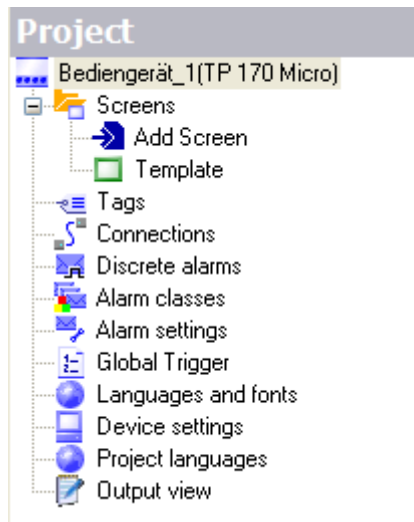 Project
Bediengerät_1(TP 170 Micro)
Screens
Add Screen
Template
Tags
Connections
Discrete alarms
Alarm classes
Alarm settings
Global Trigger
Languages and fonts
Device settings
Project languages
Output view